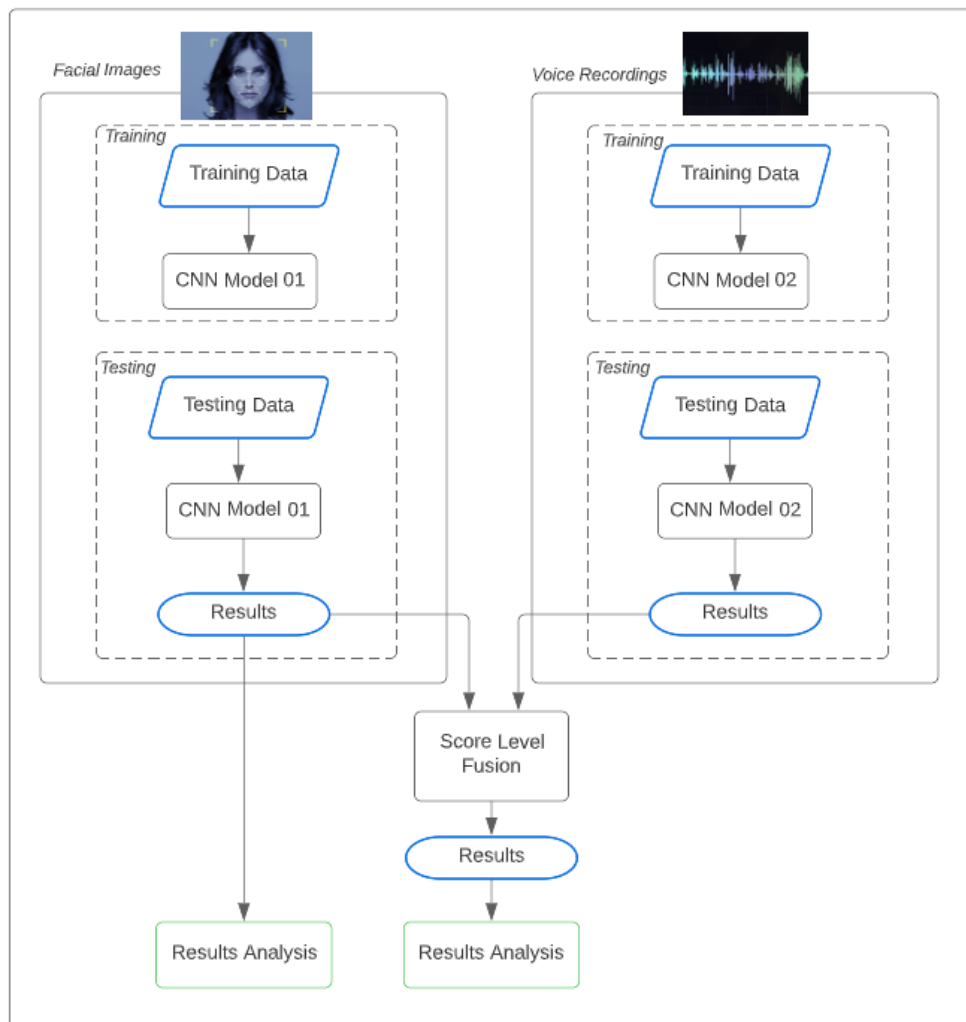 Facial Images
Training
Training Data
CNN Model 01
Testing
Testing Data
CNN Model 01
Results
Voice Recordings
Training
Training Data
CNN Model 02
Testing
Testing Data
CNN Model 02
Results
Score Level
Fusion
Results
Results Analysis
Results Analysis